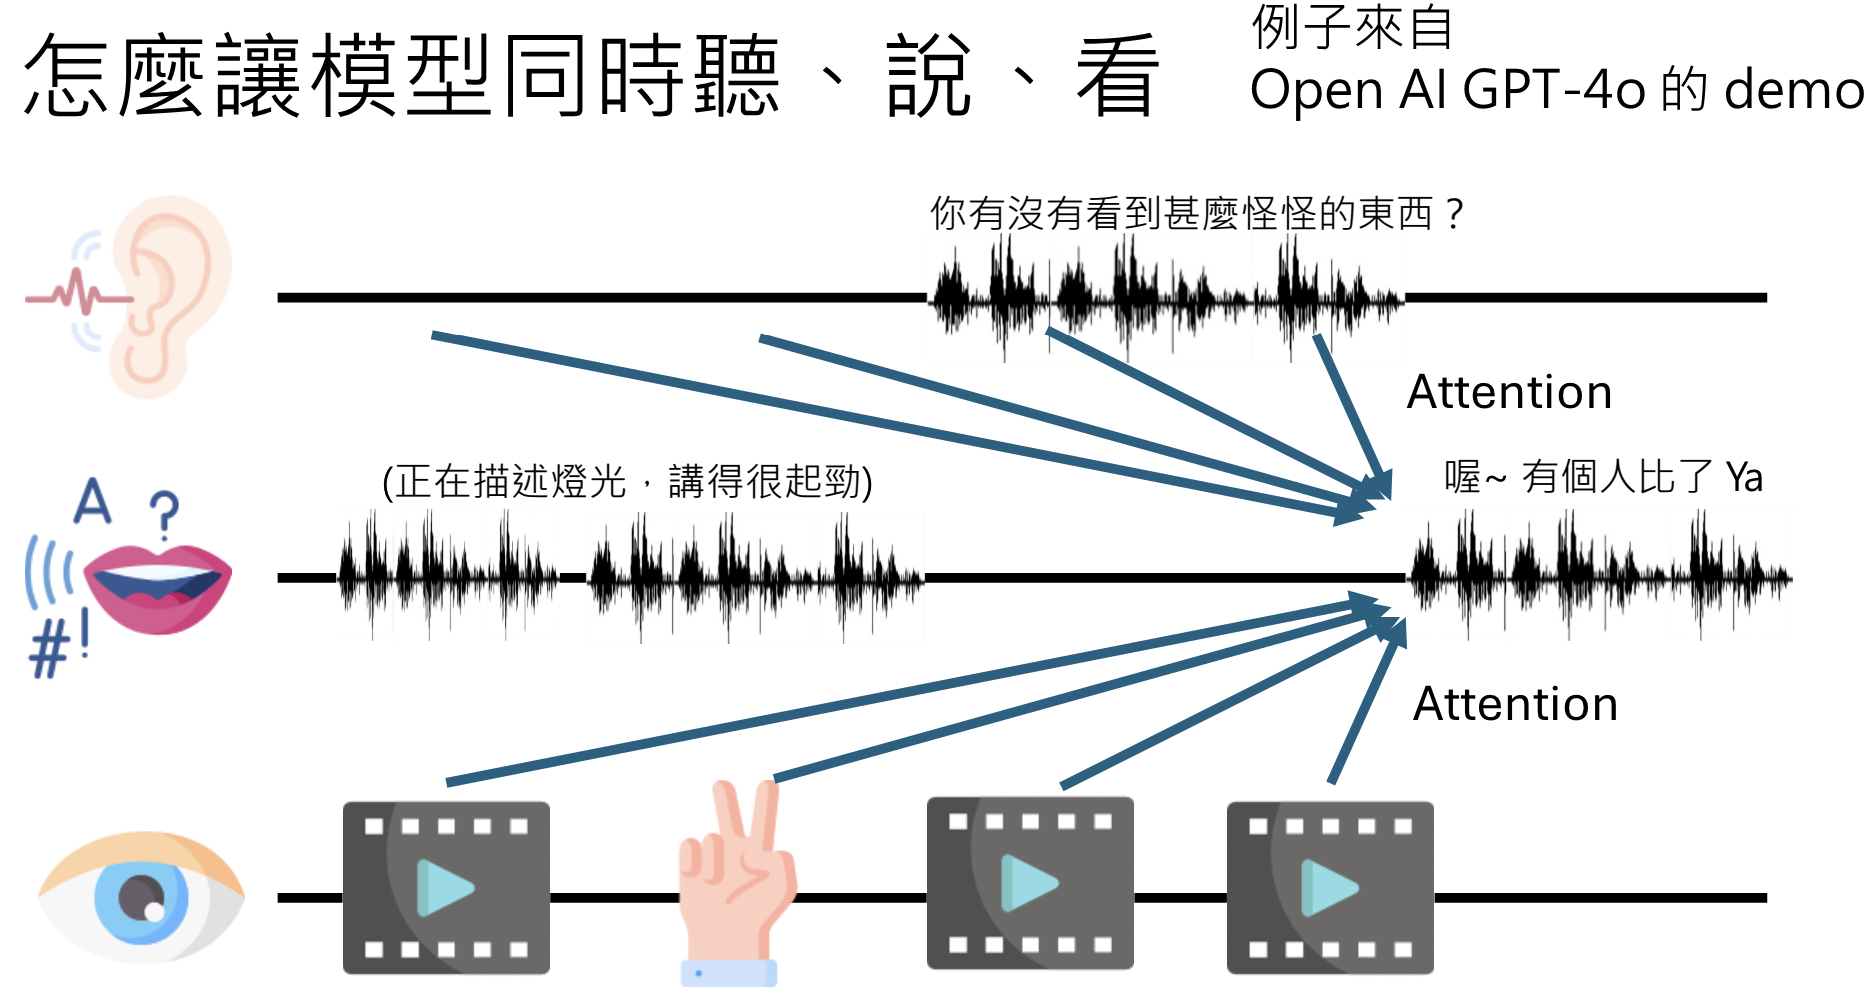 怎麼讓模型同時聽、說、看
例子來自
Open AI GPT-4o 的 demo
你有沒有看到甚麼怪怪的東西？
Attention
(正在描述燈光，講得很起勁)
喔~ 有個人比了 Ya
A ?
#!
Attention